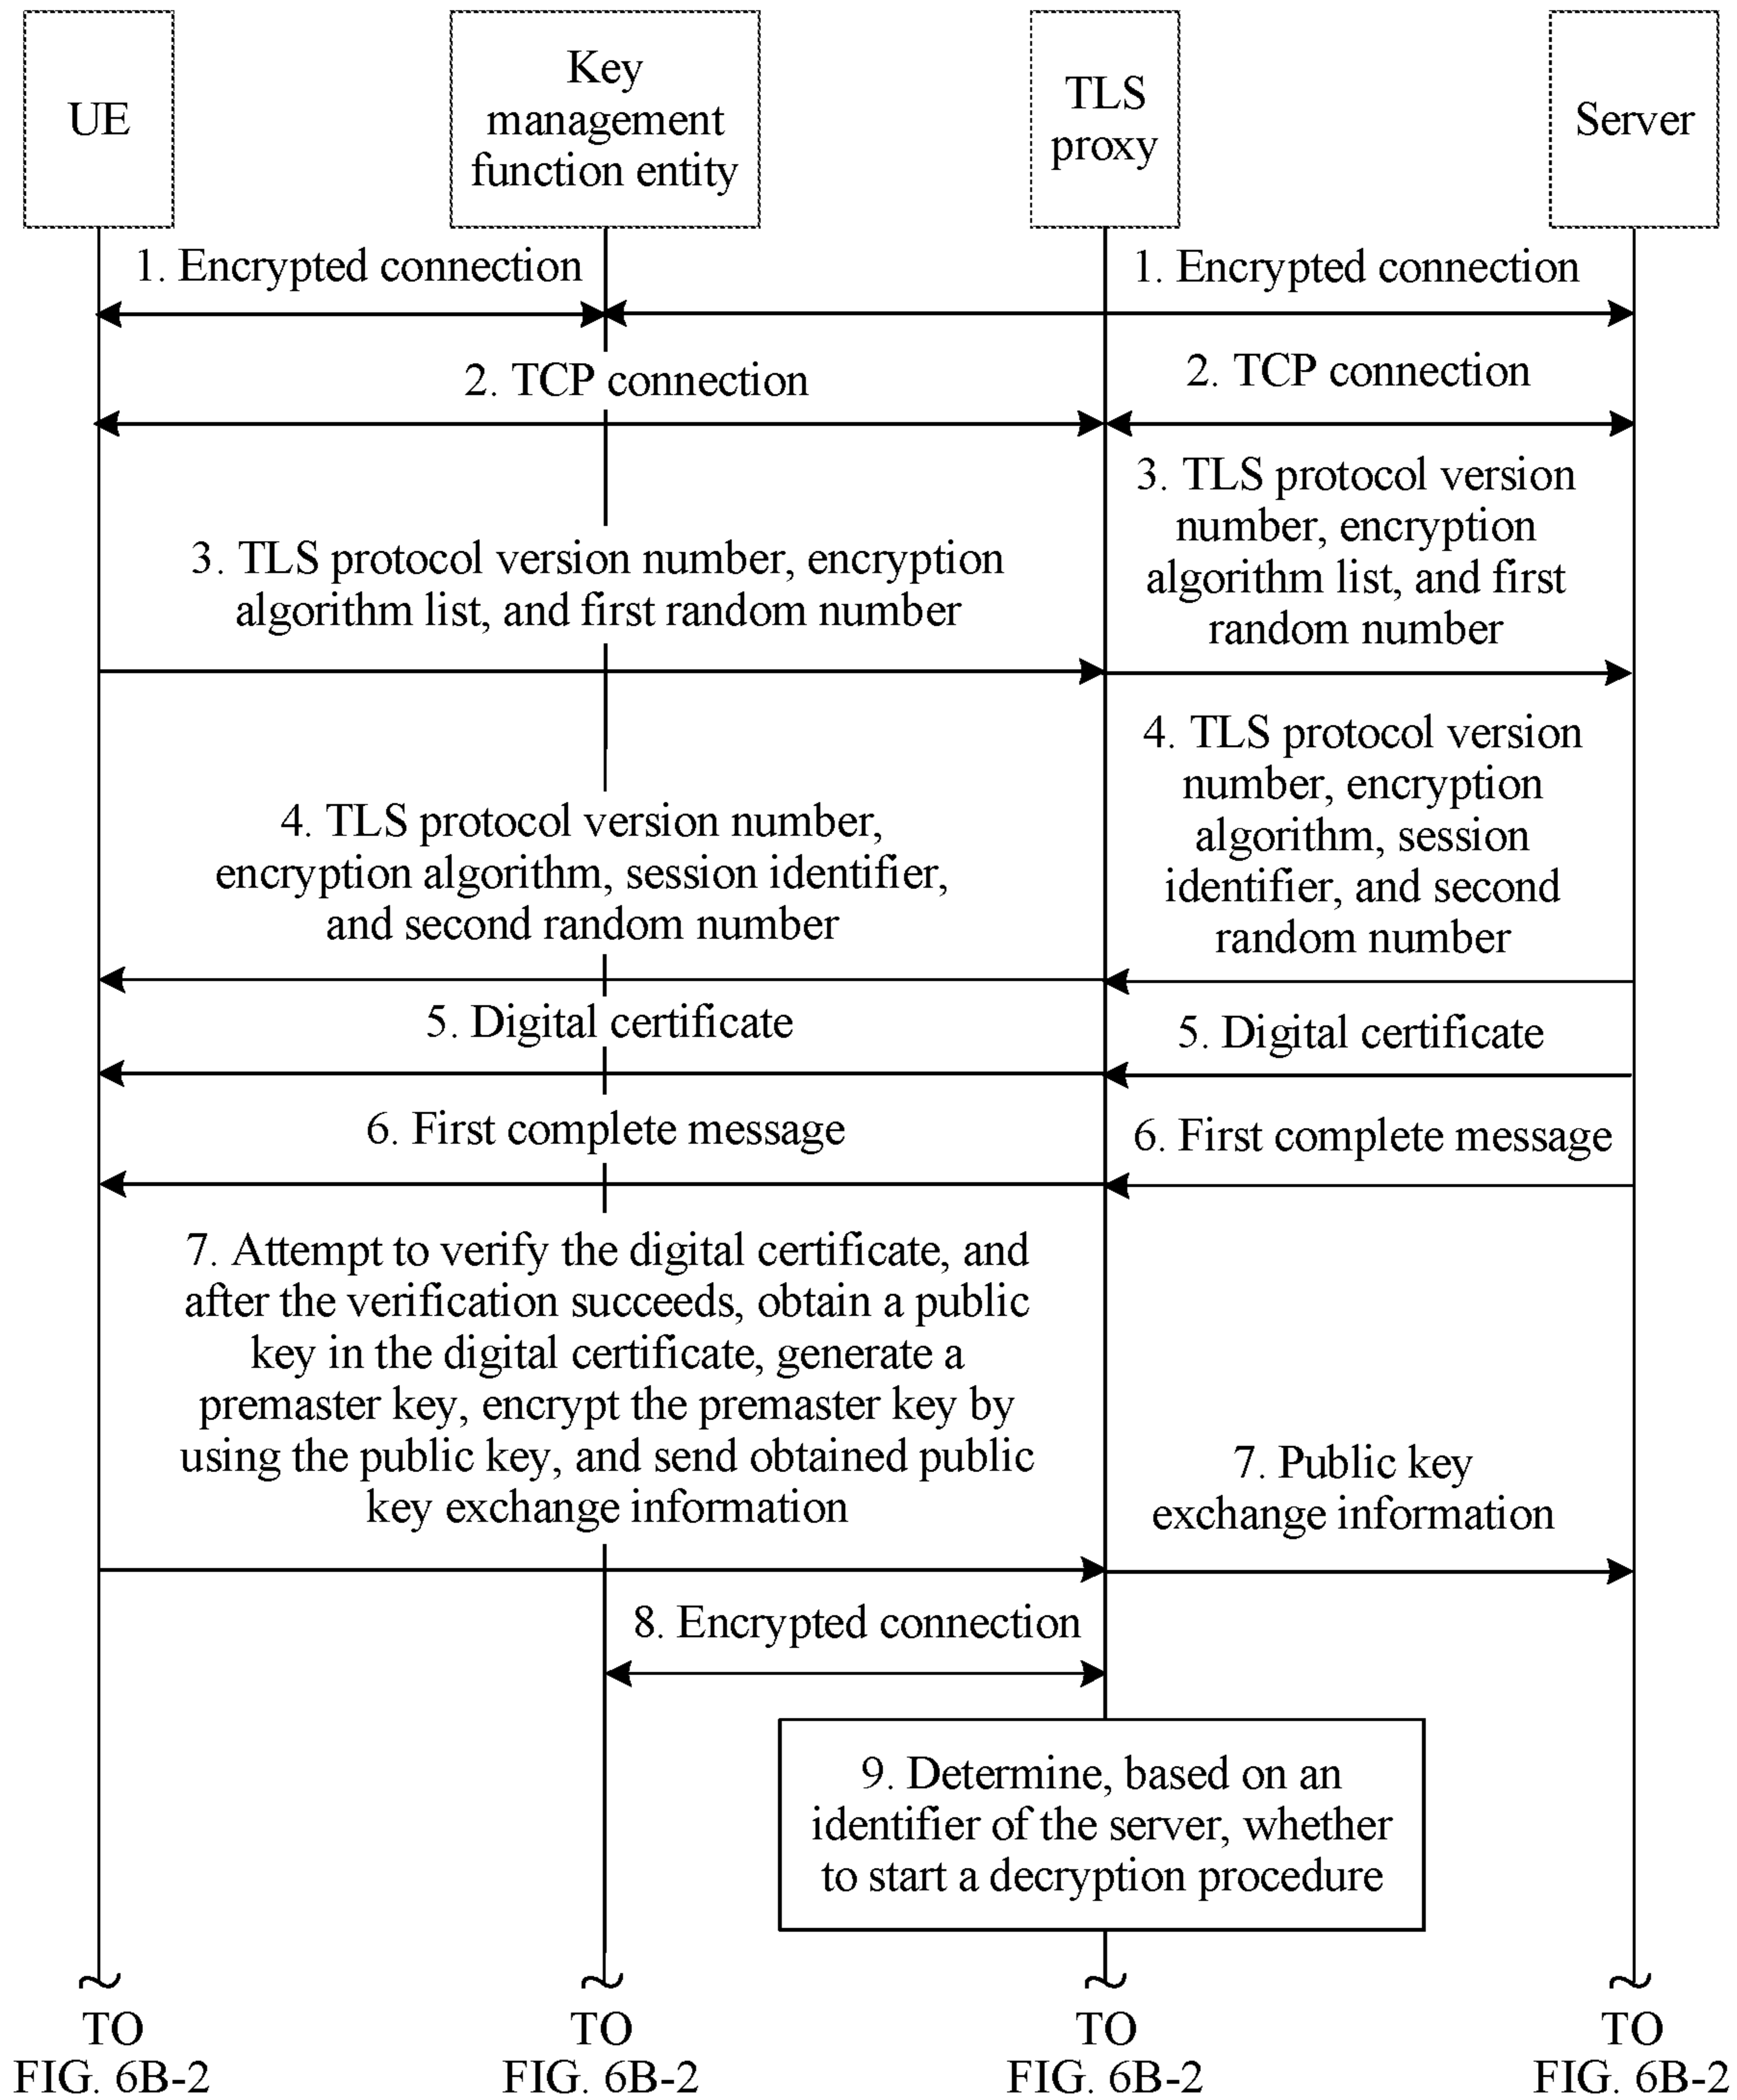 UE
Key
management
function entity
TLS
proxy
Server
1. Encrypted connection
1. Encrypted connection
2. TCP connection
2. TCP connection
3. TLS protocol version number, encryption
algorithm list, and first random number
3. TLS protocol version
number, encryption
algorithm list, and first
random number
4. TLS protocol version number,
encryption algorithm, session identifier,
and second random number
4. TLS protocol version
number, encryption
algorithm, session
identifier, and second
random number
5. Digital certificate
5. Digital certificate
6. First complete message
6. First complete message
7. Attempt to verify the digital certificate, and
after the verification succeeds, obtain a public
key in the digital certificate, generate a
premaster key, encrypt the premaster key by
using the public key, and send obtained public
key exchange information
7. Public key
exchange information
8. Encrypted connection
9. Determine, based on an
identifier of the server, whether
to start a decryption procedure
TO
FIG. 6B-2
TO
FIG. 6B-2
TO
FIG. 6B-2
TO
FIG. 6B-2